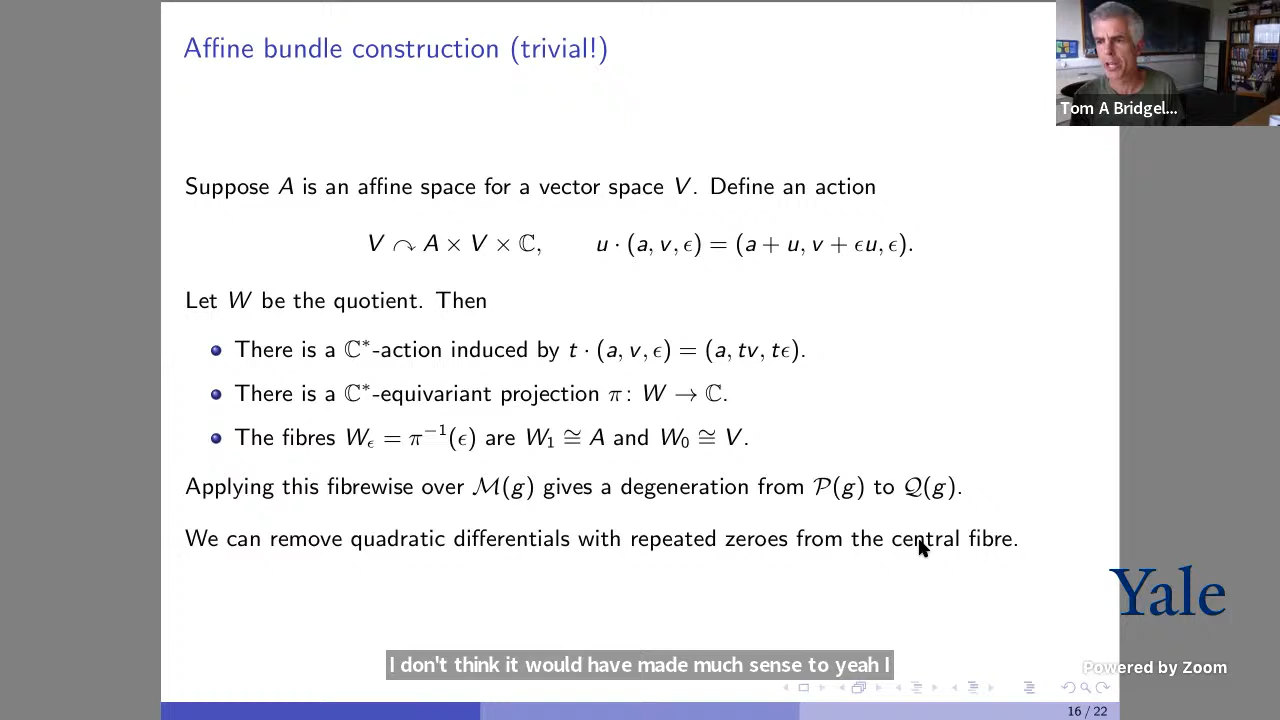 Affine bundle construction (trivial!)
Tom A Bridgel...
Suppose A is an affine space for a vector space V. Define an action
V ↷ A × V × ℂ, u · (a, v, ϵ) = (a + u, v + ϵu, ϵ).
Let W be the quotient. Then
There is a ℂ*-action induced by t · (a, v, ϵ) = (a, tv, tϵ).
There is a ℂ*-equivariant projection π: W → ℂ.
The fibres W_ϵ = π⁻¹(ϵ) are W₁ ≅ A and W₀ ≅ V.
Applying this fibrewise over ℳ(g) gives a degeneration from 𝒫(g) to 𝒬(g).
We can remove quadratic differentials with repeated zeroes from the central fibre.
Yale
I don't think it would have made much sense to yeah I
Powered by Zoom
16 / 22